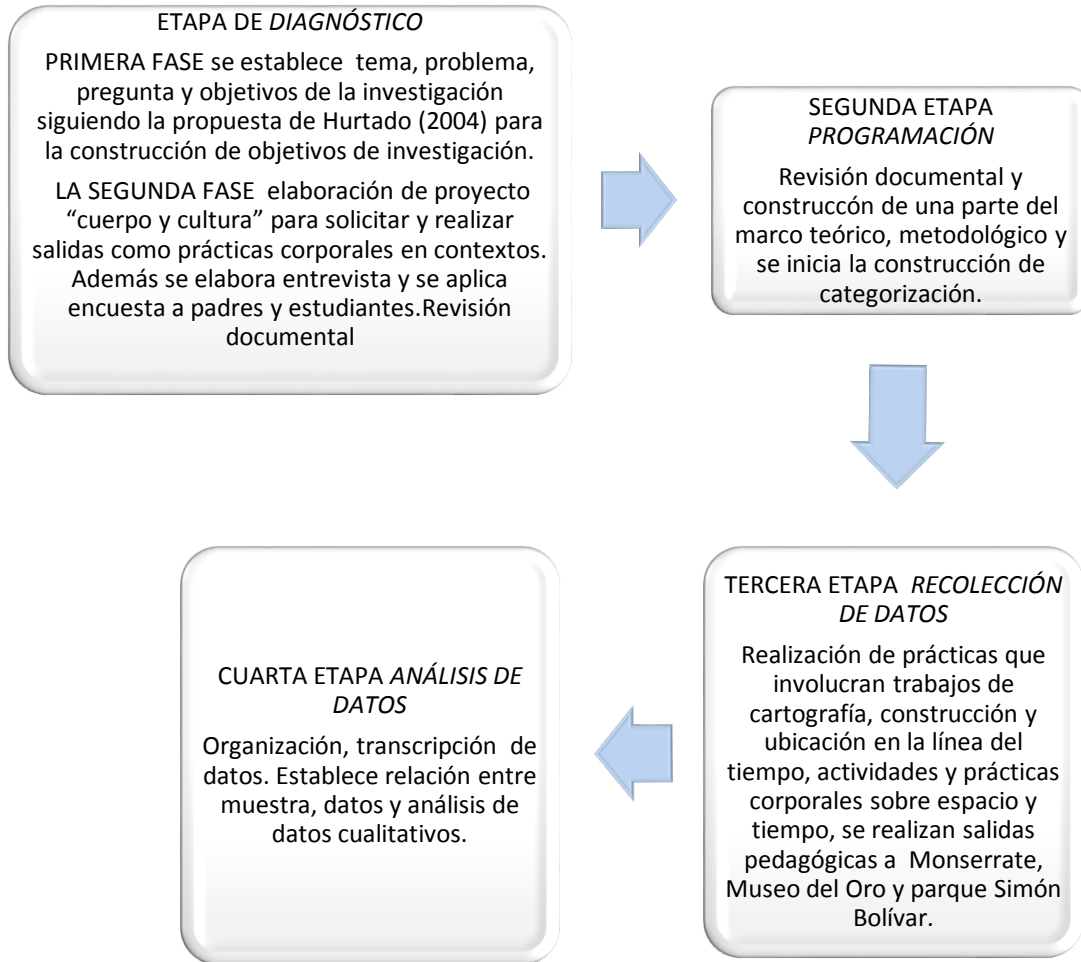 ETAPA DE DIAGNÓSTICO
PRIMERA FASE se establece tema, problema,
pregunta y objetivos de la investigación
siguiendo la propuesta de Hurtado (2004) para
la construcción de objetivos de investigación.
LA SEGUNDA FASE elaboración de proyecto
“cuerpo y cultura” para solicitar y realizar
salidas como prácticas corporales en contextos.
Además se elabora entrevista y se aplica
encuesta a padres y estudiantes.Revisión
documental
SEGUNDA ETAPA
PROGRAMACIÓN
Revisión documental y
construccón de una parte del
marco teórico, metodológico y
se inicia la construcción de
categorización.
TERCERA ETAPA RECOLECCIÓN
DE DATOS
Realización de prácticas que
involucran trabajos de
cartografía, construcción y
ubicación en la línea del
tiempo, actividades y prácticas
corporales sobre espacio y
tiempo, se realizan salidas
pedagógicas a Monserrate,
Museo del Oro y parque Simón
Bolívar.
CUARTA ETAPA ANÁLISIS DE
DATOS
Organización, transcripción de
datos. Establece relación entre
muestra, datos y análisis de
datos cualitativos.